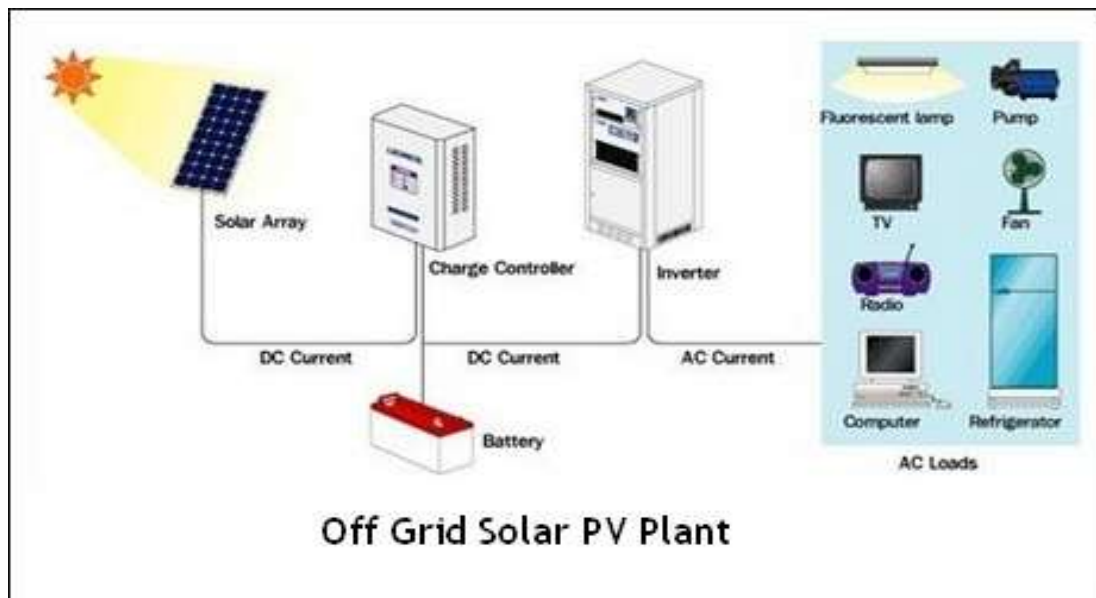 Fluorescent lamp
Pump
Solar Array
TV
Fan
Charge Controller
Inverter
Radio
DC Current
DC Current
AC Current
Computer
Refrigerator
Battery
AC Loads
Off Grid Solar PV Plant